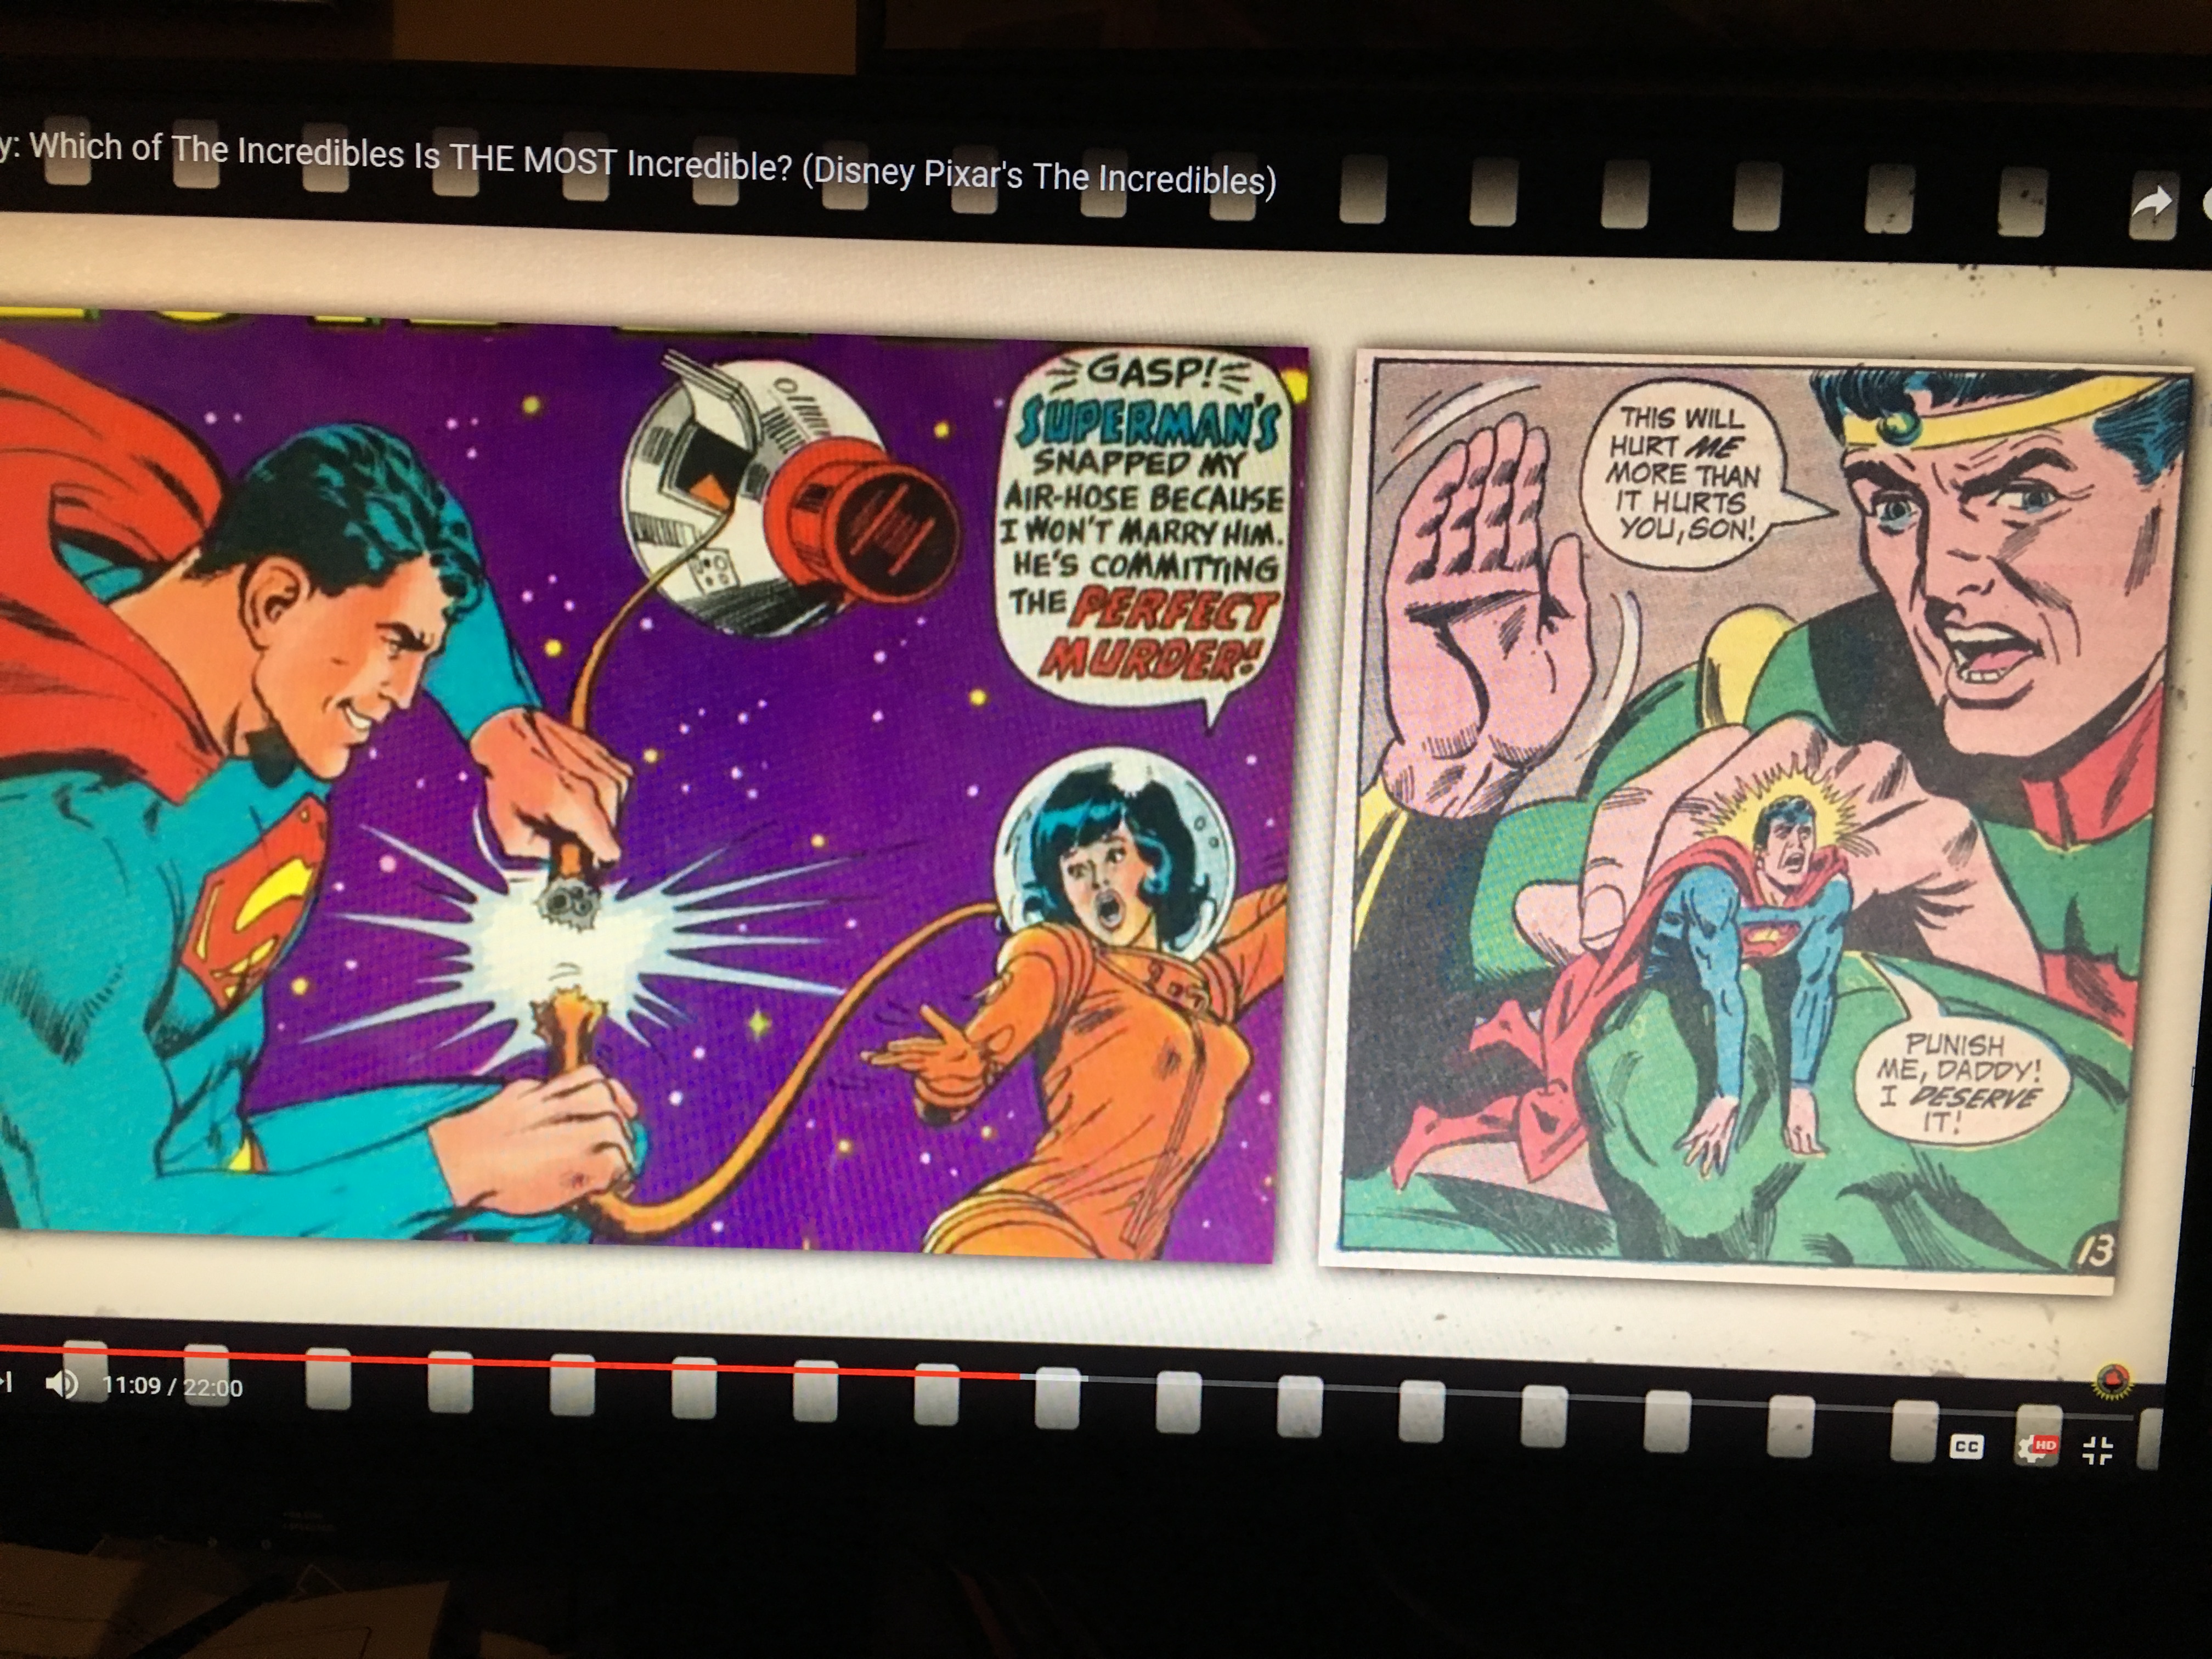 y: Which of The Incredibles Is THE MOST Incredible? (Disney Pixar's The Incredibles)
GASP!
SUPERMAN'S
SNAPPED MY
AIR-HOSE BECAUSE
I WON'T MARRY HIM.
HE'S COMMITTING
THE PERFECT
MURDER!
THIS WILL
HURT ME
MORE THAN
IT HURTS
YOU, SON!
PUNISH
ME, DADDY!
I DESERVE
IT!
13
11:09 / 22:00
CC
HD